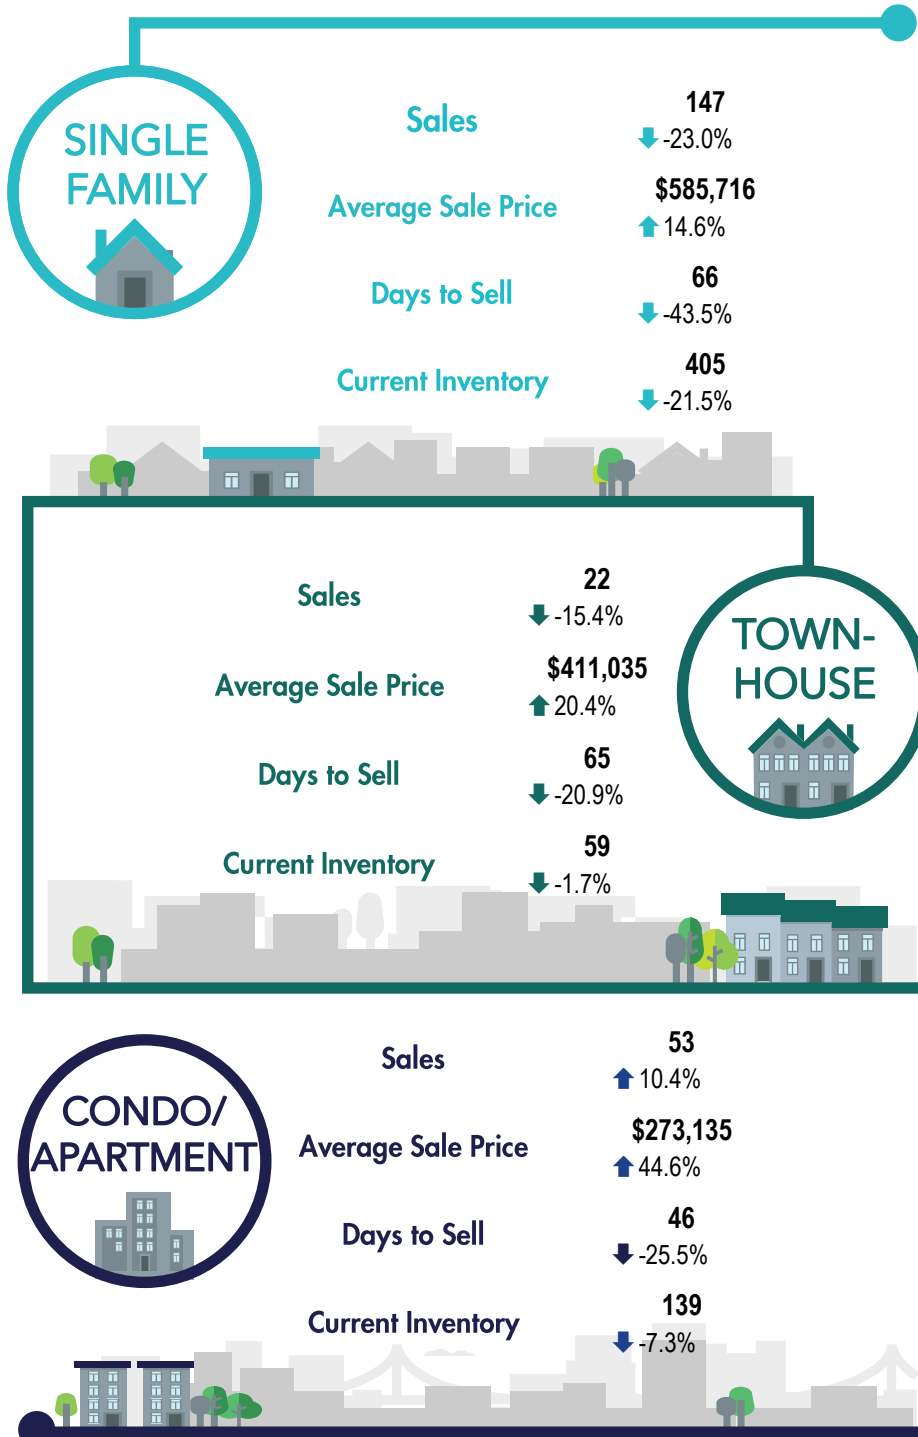 SINGLE
FAMILY
Sales
147
-23.0%
Average Sale Price
$585,716
14.6%
Days to Sell
66
-43.5%
Current Inventory
405
-21.5%
TOWN-
HOUSE
Sales
22
-15.4%
Average Sale Price
$411,035
20.4%
Days to Sell
65
-20.9%
Current Inventory
59
-1.7%
CONDO/
APARTMENT
Sales
53
10.4%
Average Sale Price
$273,135
44.6%
Days to Sell
46
-25.5%
Current Inventory
139
-7.3%